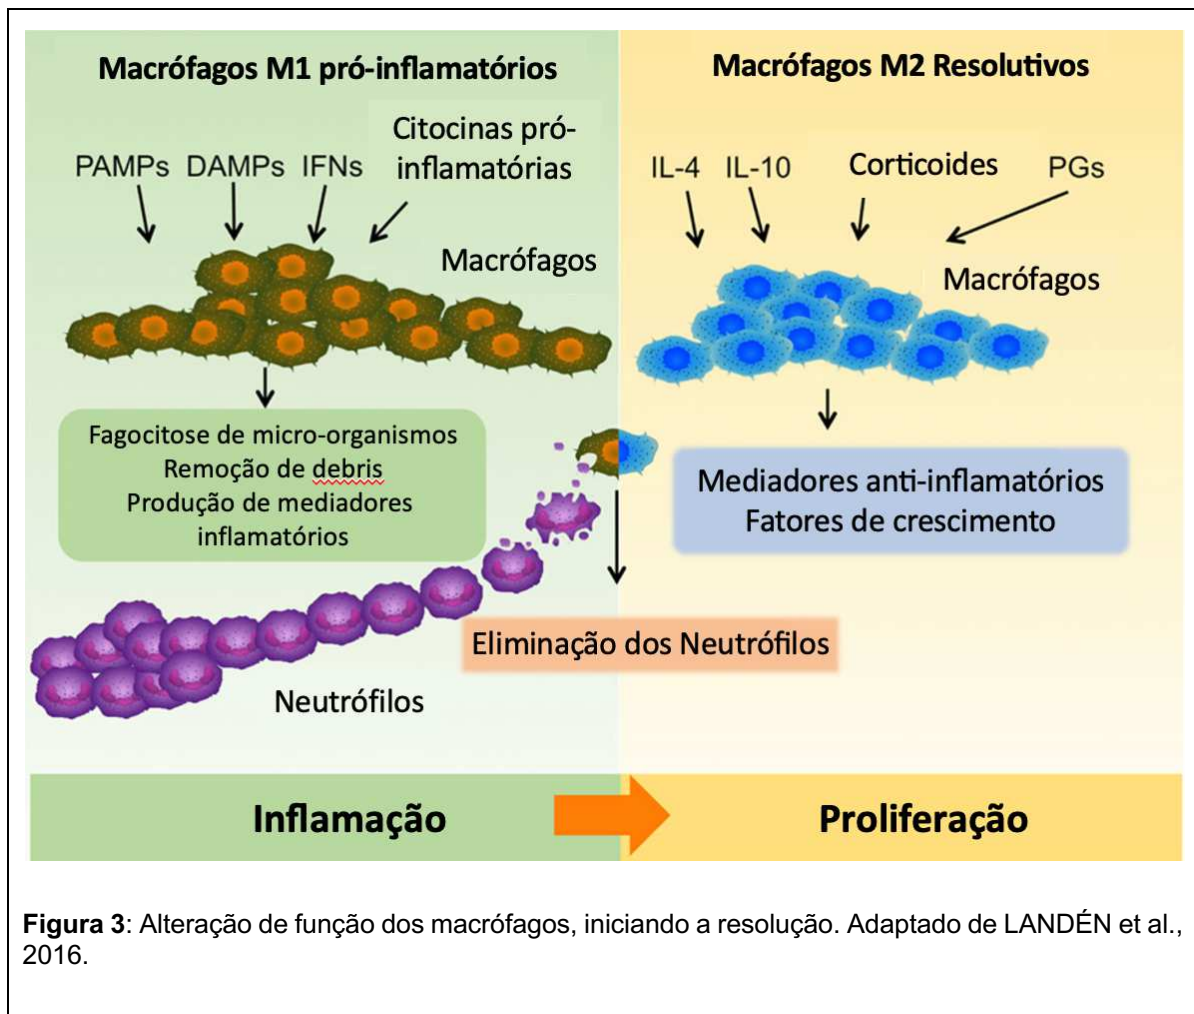 Macrófagos M1 pró-inflamatórios
Citocinas pró-
inflamatórias
PAMPs DAMPs IFNs
Macrófagos
Fagocitose de micro-organismos
Remoção de debris
Produção de mediadores
inflamatórios
Neutrófilos
Macrófagos M2 Resolutivos
IL-4 IL-10 Corticoides PGs
Macrófagos
Mediadores anti-inflamatórios
Fatores de crescimento
Eliminação dos Neutrófilos
Inflamação
Proliferação
Figura 3: Alteração de função dos macrófagos, iniciando a resolução. Adaptado de LANDÉN et al.,
2016.